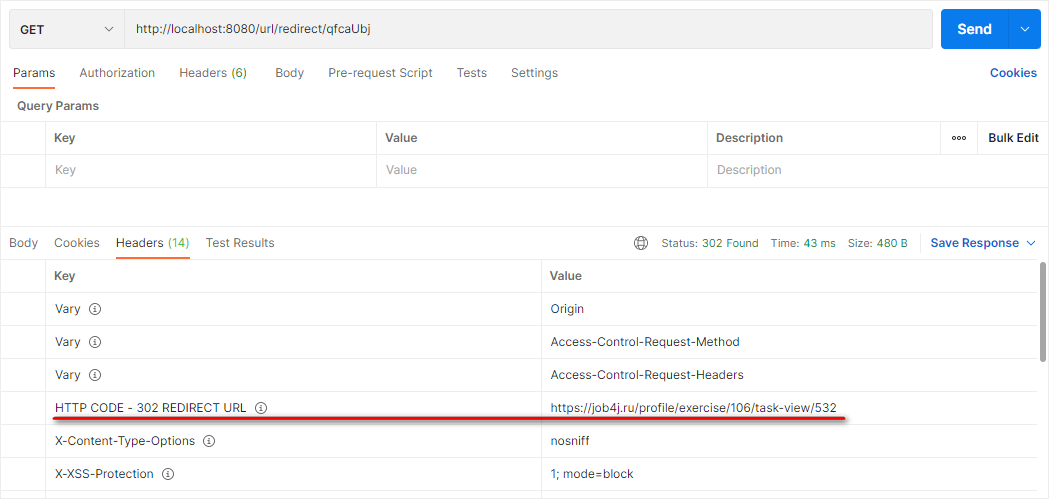 GET http://localhost:8080/url/redirect/qfcaUbj Send
Params Authorization Headers (6) Body Pre-request Script Tests Settings Cookies
Query Params
Key Value Description Bulk Edit
Key Value Description
Body Cookies Headers (14) Test Results Status: 302 Found Time: 43 ms Size: 480 B Save Response
Key Value
Vary Origin
Vary Access-Control-Request-Method
Vary Access-Control-Request-Headers
HTTP CODE - 302 REDIRECT URL https://job4j.ru/profile/exercise/106/task-view/532
X-Content-Type-Options nosniff
X-XSS-Protection 1; mode=block